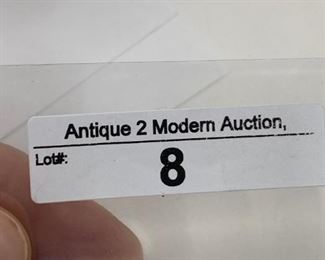 Antique 2 Modern Auction,
Lot#:
8